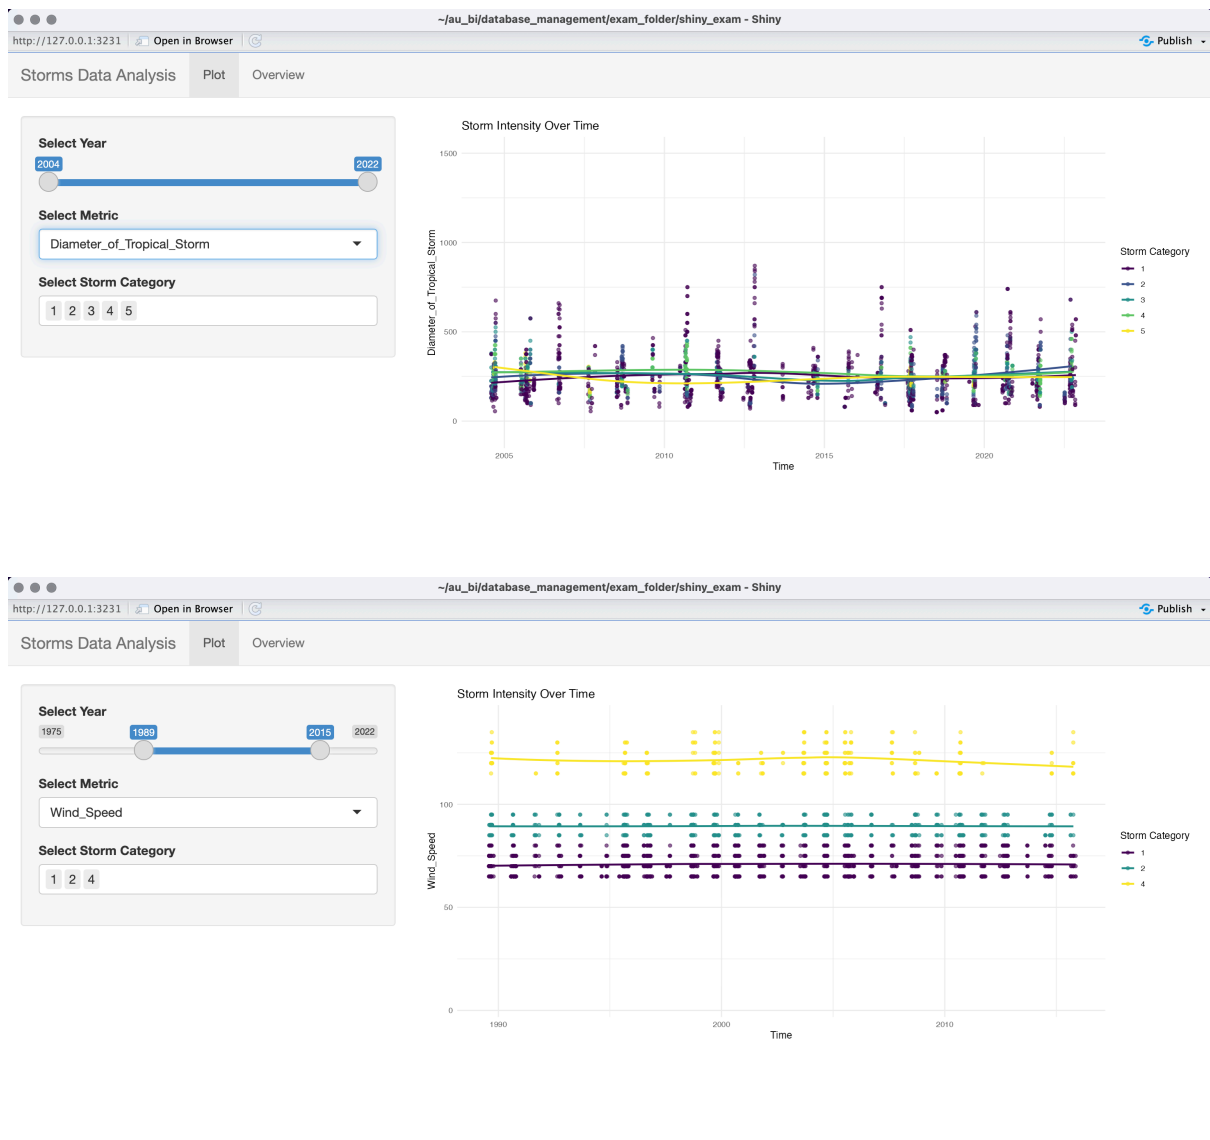 ~/au_bi/database_management/exam_folder/shiny_exam - Shiny
http://127.0.0.1:3231 Open in Browser Publish
Storms Data Analysis Plot Overview
Select Year
2004 2022
Select Metric
Diameter_of_Tropical_Storm
Select Storm Category
1 2 3 4 5
Storm Intensity Over Time
Diameter_of_Tropical_Storm
1500
1000
500
0
2005 2010 2015 2020
Time
Storm Category
1
2
3
4
5
~/au_bi/database_management/exam_folder/shiny_exam - Shiny
http://127.0.0.1:3231 Open in Browser Publish
Storms Data Analysis Plot Overview
Select Year
1975 1989 2015 2022
Select Metric
Wind_Speed
Select Storm Category
1 2 4
Storm Intensity Over Time
Wind_Speed
100
50
0
1990 2000 2010
Time
Storm Category
1
2
4